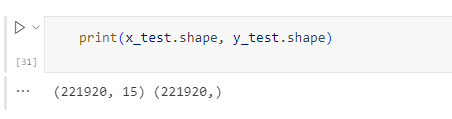 print(x_test.shape, y_test.shape)
[31]
... (221920, 15) (221920,)